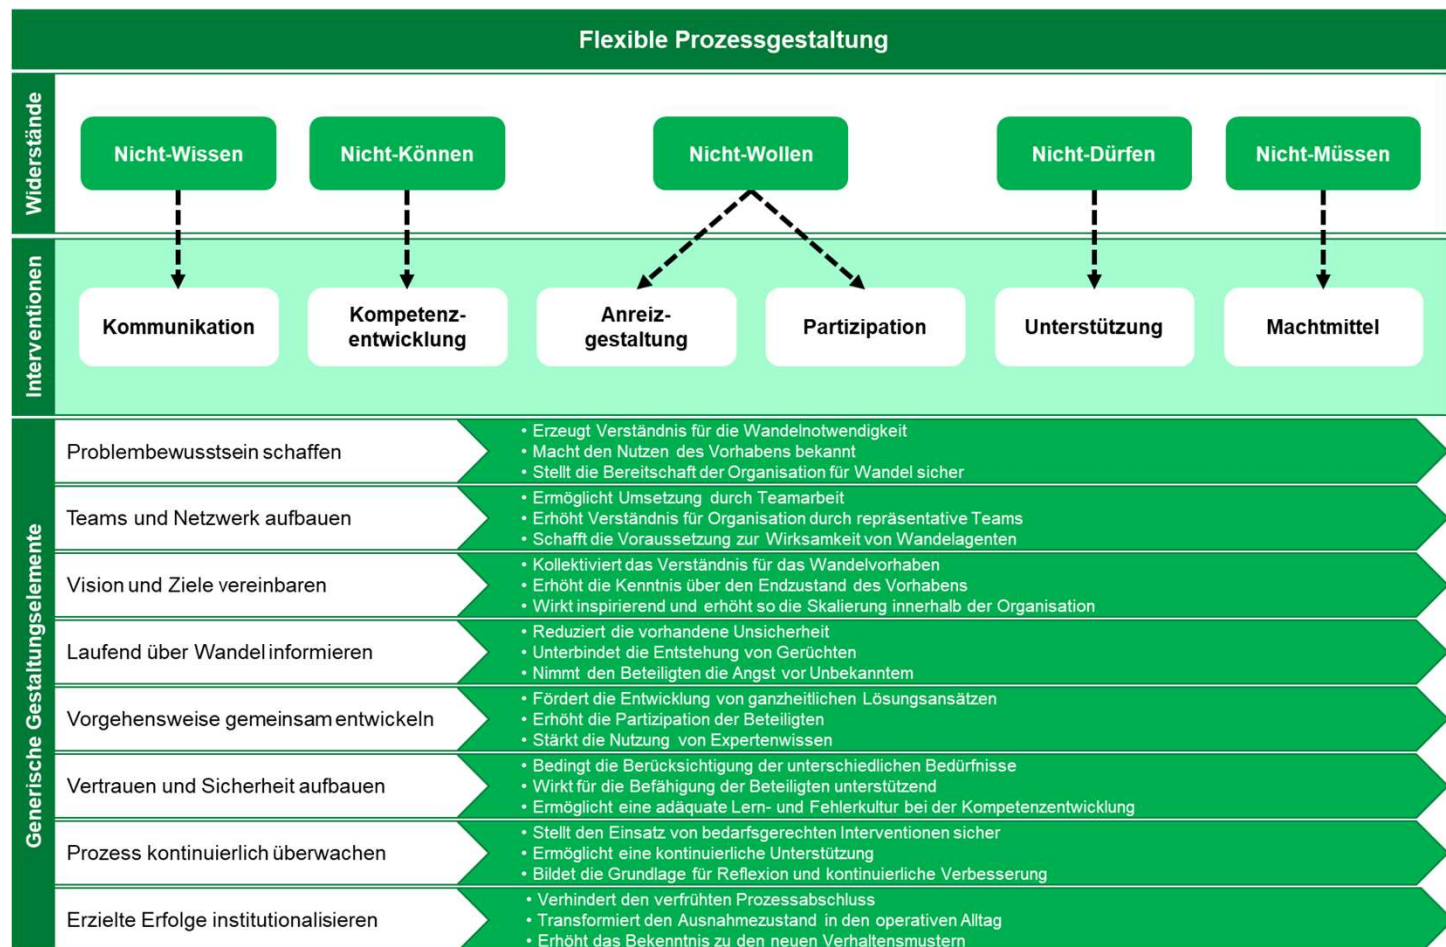 Flexible Prozessgestaltung
Widerstände
Nicht-Wissen
Nicht-Können
Nicht-Wollen
Nicht-Dürfen
Nicht-Müssen
Interventionen
Kommunikation
Kompetenz-
entwicklung
Anreiz-
gestaltung
Partizipation
Unterstützung
Machtmittel
Generische Gestaltungselemente
Problembewusstsein schaffen
• Erzeugt Verständnis für die Wandelnotwendigkeit
• Macht den Nutzen des Vorhabens bekannt
• Stellt die Bereitschaft der Organisation für Wandel sicher
Teams und Netzwerk aufbauen
• Ermöglicht Umsetzung durch Teamarbeit
• Erhöht Verständnis für Organisation durch repräsentative Teams
• Schafft die Voraussetzung zur Wirksamkeit von Wandelagenten
Vision und Ziele vereinbaren
• Kollektiviert das Verständnis für das Wandelvorhaben
• Erhöht die Kenntnis über den Endzustand des Vorhabens
• Wirkt inspirierend und erhöht so die Skalierung innerhalb der Organisation
Laufend über Wandel informieren
• Reduziert die vorhandene Unsicherheit
• Unterbindet die Entstehung von Gerüchten
• Nimmt den Beteiligten die Angst vor Unbekanntem
Vorgehensweise gemeinsam entwickeln
• Fördert die Entwicklung von ganzheitlichen Lösungsansätzen
• Erhöht die Partizipation der Beteiligten
• Stärkt die Nutzung von Expertenwissen
Vertrauen und Sicherheit aufbauen
• Bedingt die Berücksichtigung der unterschiedlichen Bedürfnisse
• Wirkt für die Befähigung der Beteiligten unterstützend
• Ermöglicht eine adäquate Lern- und Fehlerkultur bei der Kompetenzentwicklung
Prozess kontinuierlich überwachen
• Stellt den Einsatz von bedarfsgerechten Interventionen sicher
• Ermöglicht eine kontinuierliche Unterstützung
• Bildet die Grundlage für Reflexion und kontinuierliche Verbesserung
Erzielte Erfolge institutionalisieren
• Verhindert den verfrühten Prozessabschluss
• Transformiert den Ausnahmezustand in den operativen Alltag
• Erhöht das Bekenntnis zu den neuen Verhaltensmustern